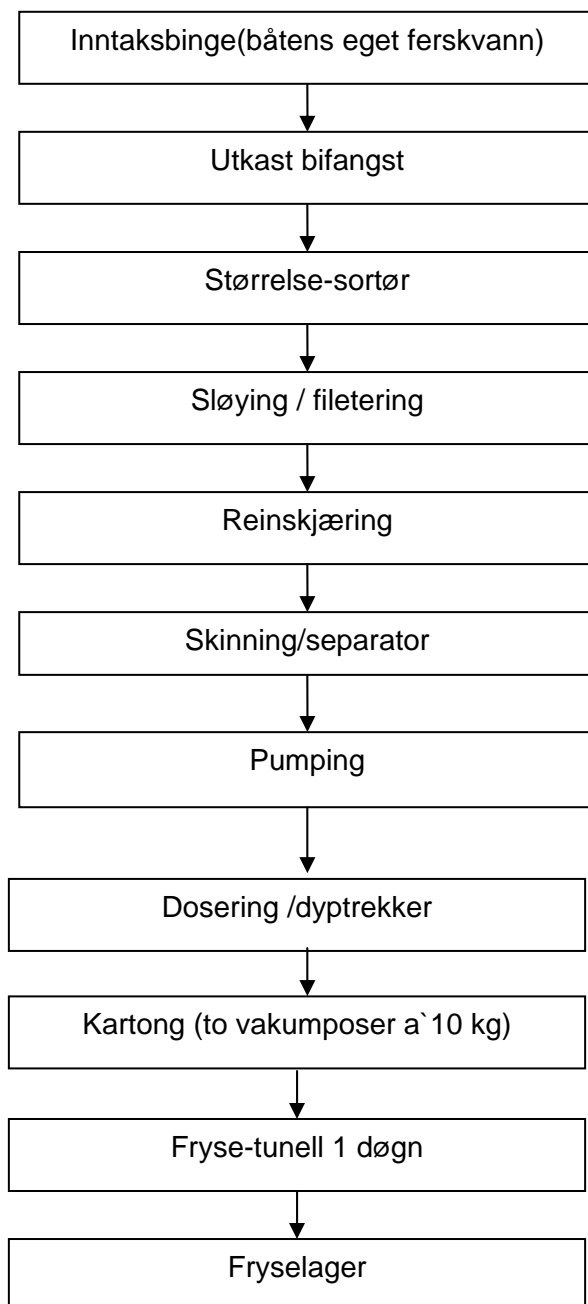 Inntaksbinge(båtens eget ferskvann)
Utkast bifangst
Størrelse-sortør
Sløying / filetering
Reinskjæring
Skinning/separator
Pumping
Dosering /dyptrekker
Kartong (to vakumposer a`10 kg)
Fryse-tunell 1 døgn
Fryselager